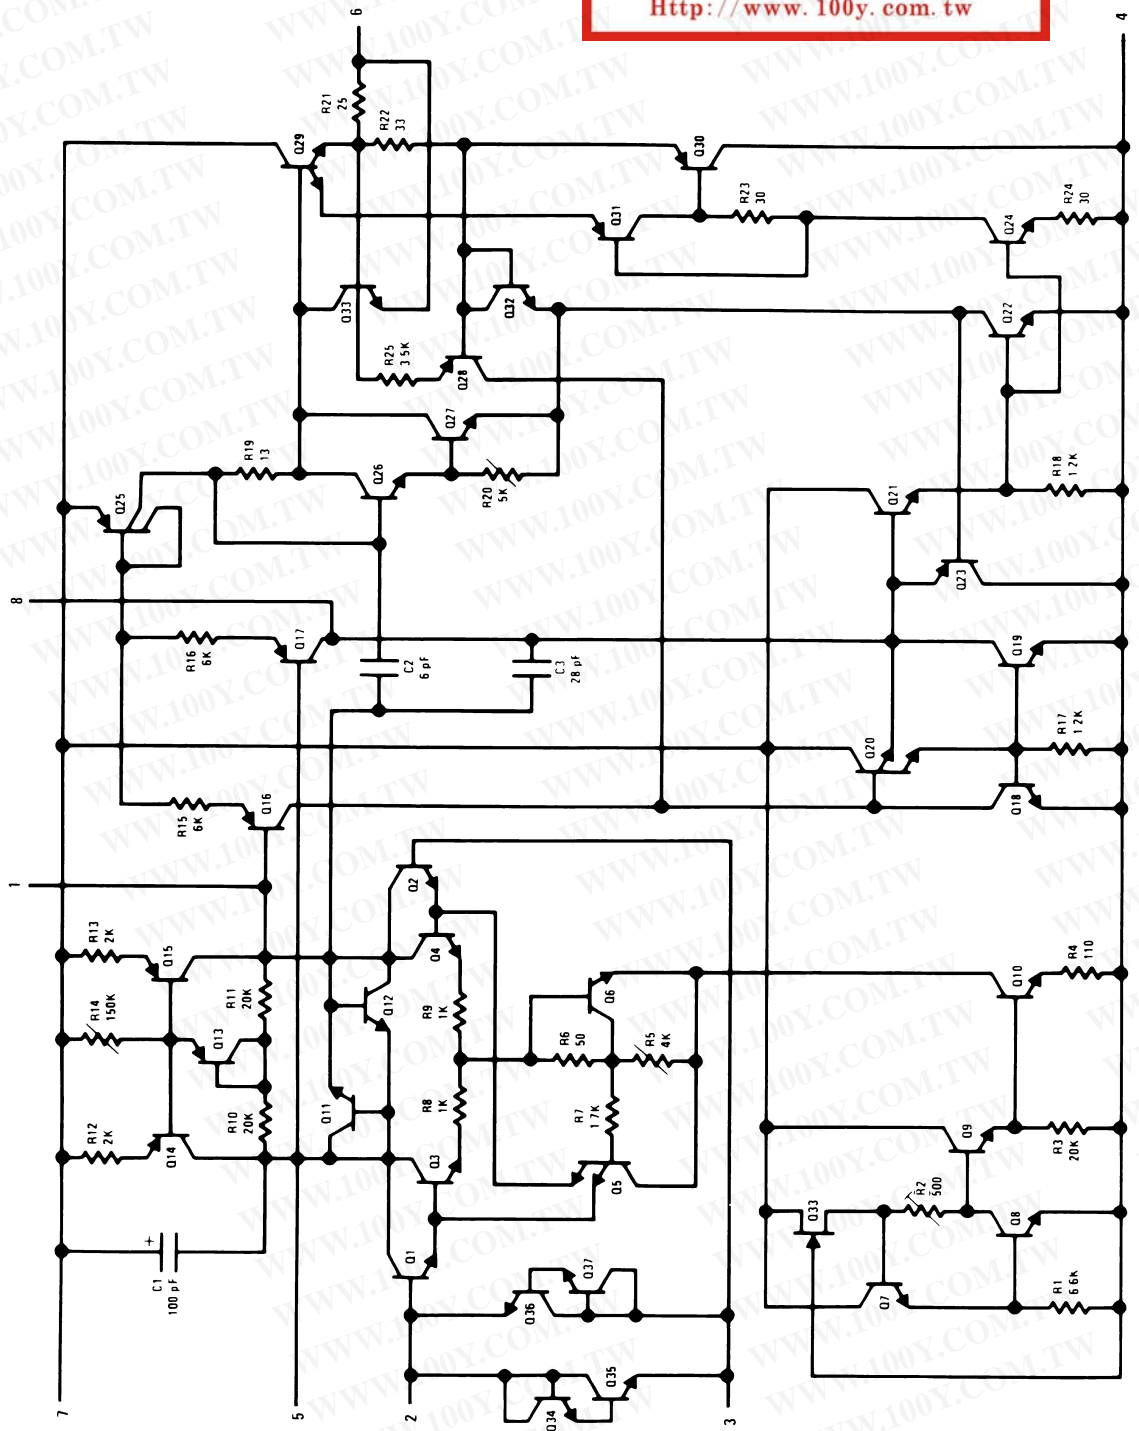 Http://www.100y.com.tw
6
4
R21
25
R22
33
Q29
Q30
R23
30
R24
30
Q31
Q24
Q33
Q32
Q22
R25
3 5K
Q28
Q27
R19
13
Q26
R20
5K
R18
1 2K
Q25
Q21
Q23
8
R16
6K
Q17
C2
6 pF
C3
28 pF
Q19
R17
1 2K
Q20
Q18
R15
6K
Q16
1
Q2
R13
2K
Q15
R14
150K
R11
20K
Q4
Q12
R9
1K
Q6
R6
50
R5
4K
Q10
R4
110
Q13
R12
2K
Q14
R10
20K
Q11
R8
1K
R7
1 7K
Q3
Q5
Q9
R3
20K
R2
500
Q33
Q8
C1
+
100 pF
Q1
Q37
Q36
Q7
R1
6 6K
Q35
Q34
7
5
2
3
WWW.100Y.COM.TW